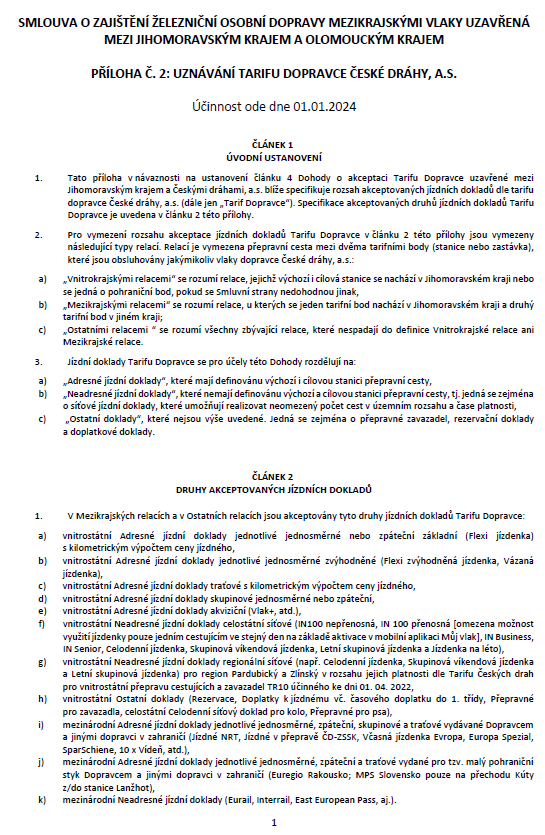 SMLOUVA O ZAJIŠTĚNÍ ŽELEZNIČNÍ OSOBNÍ DOPRAVY MEZIKRAJSKÝMI VLAKY UZAVŘENÁ
MEZI JIHOMORAVSKÝM KRAJEM A OLOMOUCKÝM KRAJEM
PŘÍLOHA Č. 2: UZNÁVÁNÍ TARIFU DOPRAVCE ČESKÉ DRÁHY, A.S.
Účinnost ode dne 01.01.2024
ČLÁNEK 1
ÚVODNÍ USTANOVENÍ
1. Tato příloha v návaznosti na ustanovení článku 4 Dohody o akceptaci Tarifu Dopravce uzavřené mezi
Jihomoravským krajem a Českými dráhami, a.s. blíže specifikuje rozsah akceptovaných jízdních dokladů dle tarifu
dopravce České dráhy, a.s. (dále jen „Tarif Dopravce"). Specifikace akceptovaných druhů jízdních dokladů Tarifu
Dopravce je uvedena v článku 2 této přílohy.
2. Pro vymezení rozsahu akceptace jízdních dokladů Tarifu Dopravce v článku 2 této přílohy jsou vymezeny
následující typy relací. Relací je vymezena přepravní cesta mezi dvěma tarifními body (stanice nebo zastávka),
které jsou obsluhovány jakýmikoliv vlaky dopravce České dráhy, a.s.:
a) „Vnitrokrajskými relacemi" se rozumí relace, jejichž výchozí i cílová stanice se nachází v Jihomoravském kraji nebo
se jedná o pohraniční bod, pokud se Smluvní strany nedohodnou jinak,
b) „Mezikrajskými relacemi" se rozumí relace, u kterých se jeden tarifní bod nachází v Jihomoravském kraji a druhý
tarifní bod v jiném kraji;
c) „Ostatními relacemi " se rozumí všechny zbývající relace, které nespadají do definice Vnitrokrajské relace ani
Mezikrajské relace.
3. Jízdní doklady Tarifu Dopravce se pro účely této Dohody rozdělují na:
a) „Adresné jízdní doklady", které mají definovánu výchozí i cílovou stanici přepravní cesty,
b) „Neadresné jízdní doklady", které nemají definovánu výchozí a cílovou stanici přepravní cesty, tj. jedná se zejména
o síťové jízdní doklady, které umožňují realizovat neomezený počet cest v územním rozsahu a čase platnosti,
c) „Ostatní doklady", které nejsou výše uvedené. Jedná se zejména o přepravné zavazadel, rezervační doklady
a doplatkové doklady.
ČLÁNEK 2
DRUHY AKCEPTOVANÝCH JÍZDNÍCH DOKLADŮ
1. V Mezikrajských relacích a v Ostatních relacích jsou akceptovány tyto druhy jízdních dokladů Tarifu Dopravce:
a) vnitrostátní Adresné jízdní doklady jednotlivé jednosměrné nebo zpáteční základní (Flexi jízdenka)
s kilometrickým výpočtem ceny jízdného,
b) vnitrostátní Adresné jízdní doklady jednotlivé jednosměrné zvýhodněné (Flexi zvýhodněná jízdenka, Vázaná
jízdenka),
c) vnitrostátní Adresné jízdní doklady traťové s kilometrickým výpočtem ceny jízdného,
d) vnitrostátní Adresné jízdní doklady skupinové jednosměrné nebo zpáteční,
e) vnitrostátní Adresné jízdní doklady akviziční (Vlak+, atd.),
f) vnitrostátní Neadresné jízdní doklady celostátní síťové (IN100 nepřenosná, IN 100 přenosná [omezena možnost
využití jízdenky pouze jedním cestujícím ve stejný den na základě aktivace v mobilní aplikaci Můj vlak], IN Business,
IN Senior, Celodenní jízdenka, Skupinová víkendová jízdenka, Letní skupinová jízdenka a Jízdenka na léto),
g) vnitrostátní Neadresné jízdní doklady regionální síťové (např. Celodenní jízdenka, Skupinová víkendová jízdenka
a Letní skupinová jízdenka) pro region Pardubický a Zlínský v rozsahu jejich platnosti dle Tarifu Českých drah
pro vnitrostátní přepravu cestujících a zavazadel TR10 účinného ke dni 01. 04. 2022,
h) vnitrostátní Ostatní doklady (Rezervace, Doplatky k jízdnému vč. časového doplatku do 1. třídy, Přepravné
za zavazadla, celostátní Celodenní síťový doklad pro kolo, Přepravné pro psa),
i) mezinárodní Adresné jízdní doklady jednotlivé jednosměrné, zpáteční, skupinové a traťové vydávané Dopravcem
a jinými dopravci v zahraničí (Jízdné NRT, Jízdné v přepravě ČD-ZSSK, Včasná jízdenka Evropa, Europa Spezial,
SparSchiene, 10 x Vídeň, atd.),
j) mezinárodní Adresné jízdní doklady jednotlivé jednosměrné, zpáteční a traťové vydané pro tzv. malý pohraniční
styk Dopravcem a jinými dopravci v zahraničí (Euregio Rakousko; MPS Slovensko pouze na přechodu Kúty
z/do stanice Lanžhot),
k) mezinárodní Neadresné jízdní doklady (Eurail, Interrail, East European Pass, aj.).
1